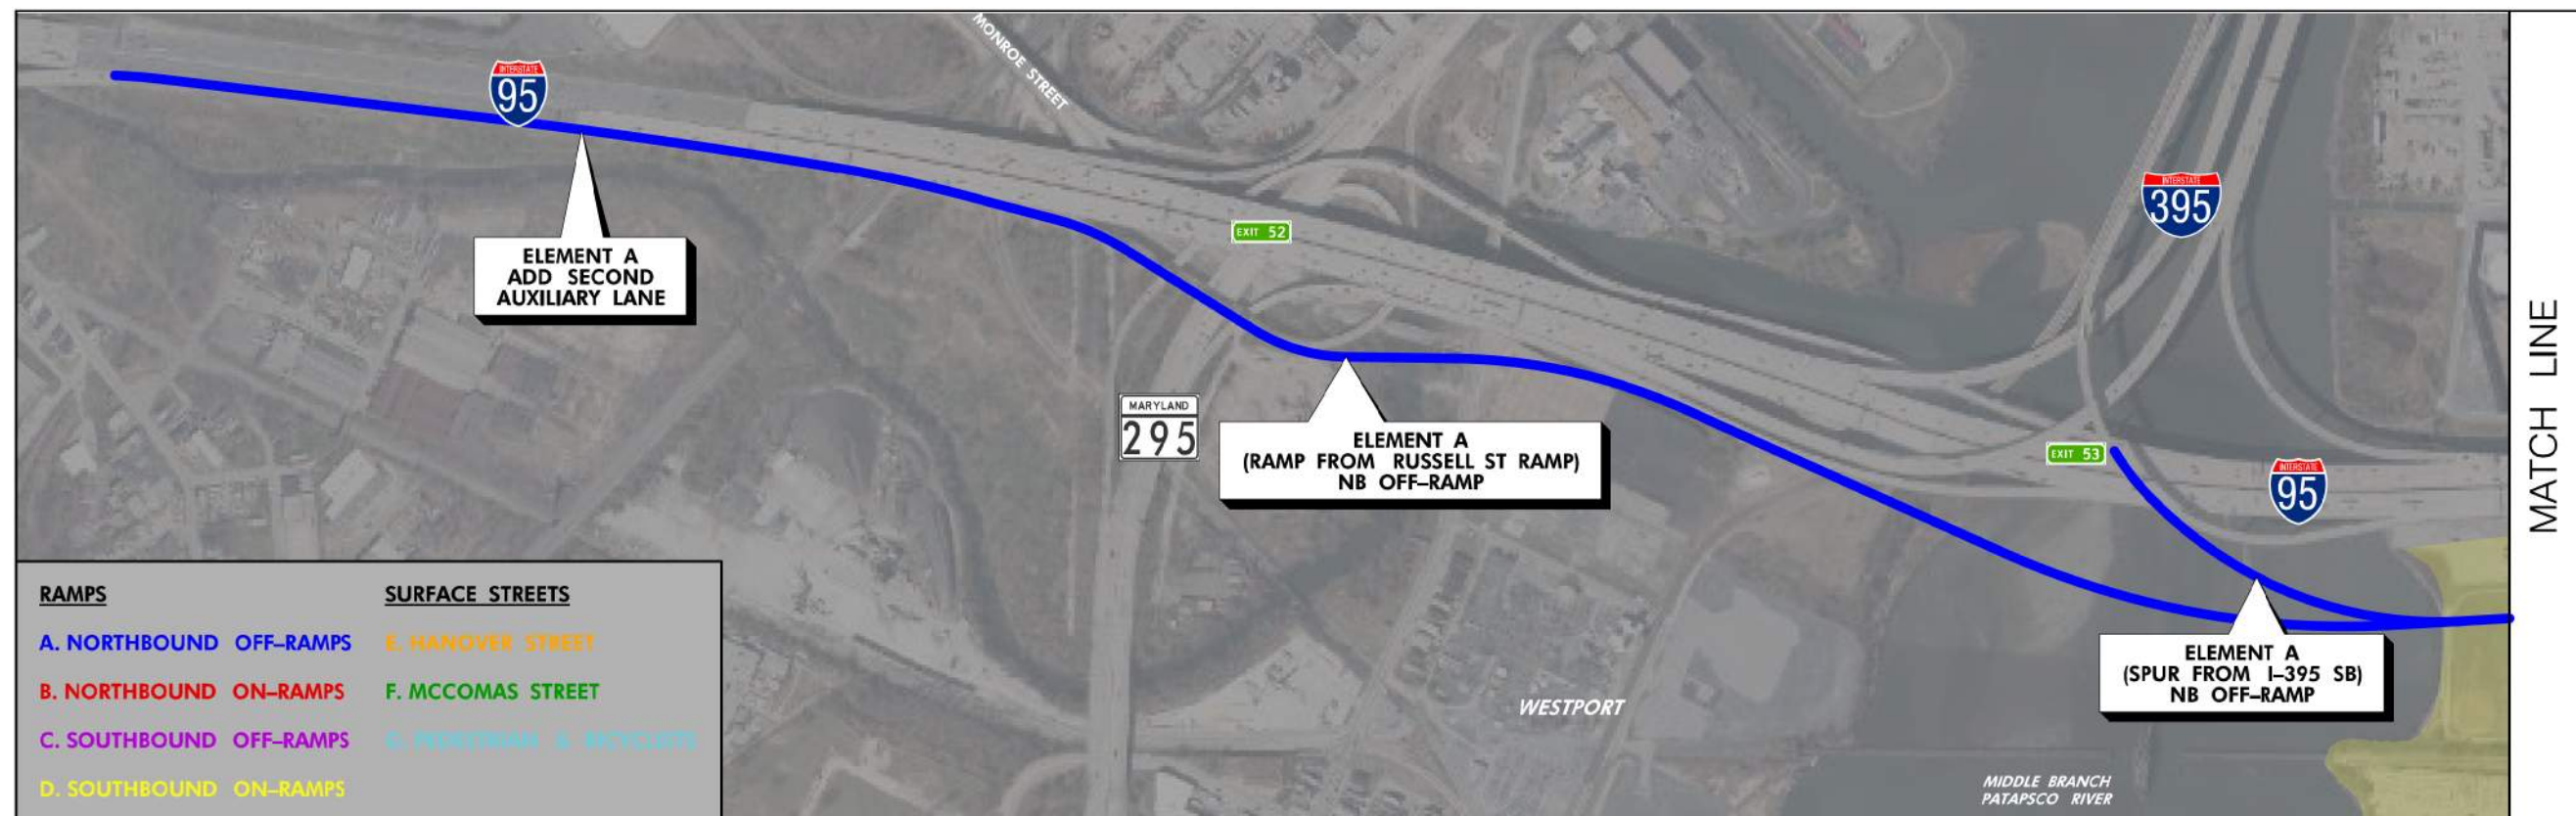 MONROE STREET
INTERSTATE
95
ELEMENT A
ADD SECOND
AUXILIARY LANE
EXIT 52
INTERSTATE
395
MARYLAND
295
ELEMENT A
(RAMP FROM RUSSELL ST RAMP)
NB OFF-RAMP
EXIT 53
INTERSTATE
95
MATCH LINE
ELEMENT A
(SPUR FROM I-395 SB)
NB OFF-RAMP
WESTPORT
MIDDLE BRANCH
PATAPSCO RIVER
RAMPS
A. NORTHBOUND OFF-RAMPS
B. NORTHBOUND ON-RAMPS
C. SOUTHBOUND OFF-RAMPS
D. SOUTHBOUND ON-RAMPS
SURFACE STREETS
E. HANOVER STREET
F. MCCOMAS STREET
G. PEDESTRIAN & BICYCLISTS